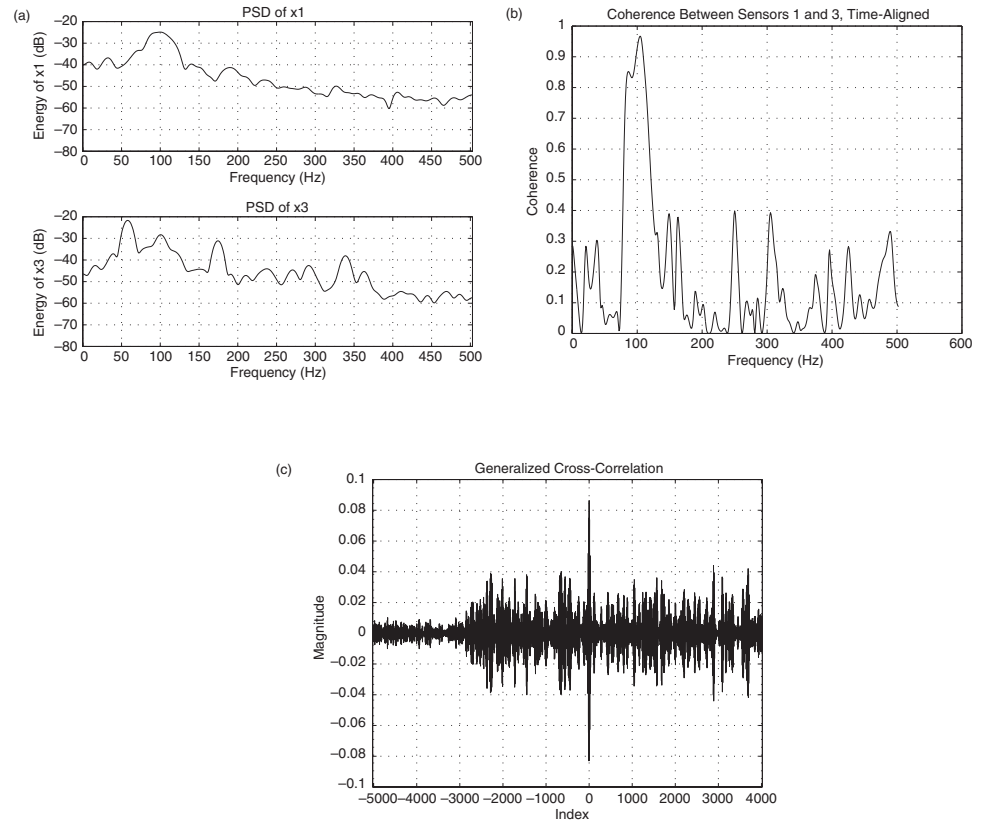 (a)
PSD of x1
Energy of x1 (dB)
−20
−30
−40
−50
−60
−70
−80
0 50 100 150 200 250 300 350 400 450 500
Frequency (Hz)
PSD of x3
Energy of x3 (dB)
−20
−30
−40
−50
−60
−70
−80
0 50 100 150 200 250 300 350 400 450 500
Frequency (Hz)
(b)
Coherence Between Sensors 1 and 3, Time-Aligned
Coherence
1
0.9
0.8
0.7
0.6
0.5
0.4
0.3
0.2
0.1
0
0 100 200 300 400 500 600
Frequency (Hz)
(c)
Generalized Cross-Correlation
Magnitude
0.1
0.08
0.06
0.04
0.02
0
−0.02
−0.04
−0.06
−0.08
−0.1
−5000 −4000 −3000 −2000 −1000 0 1000 2000 3000 4000
Index